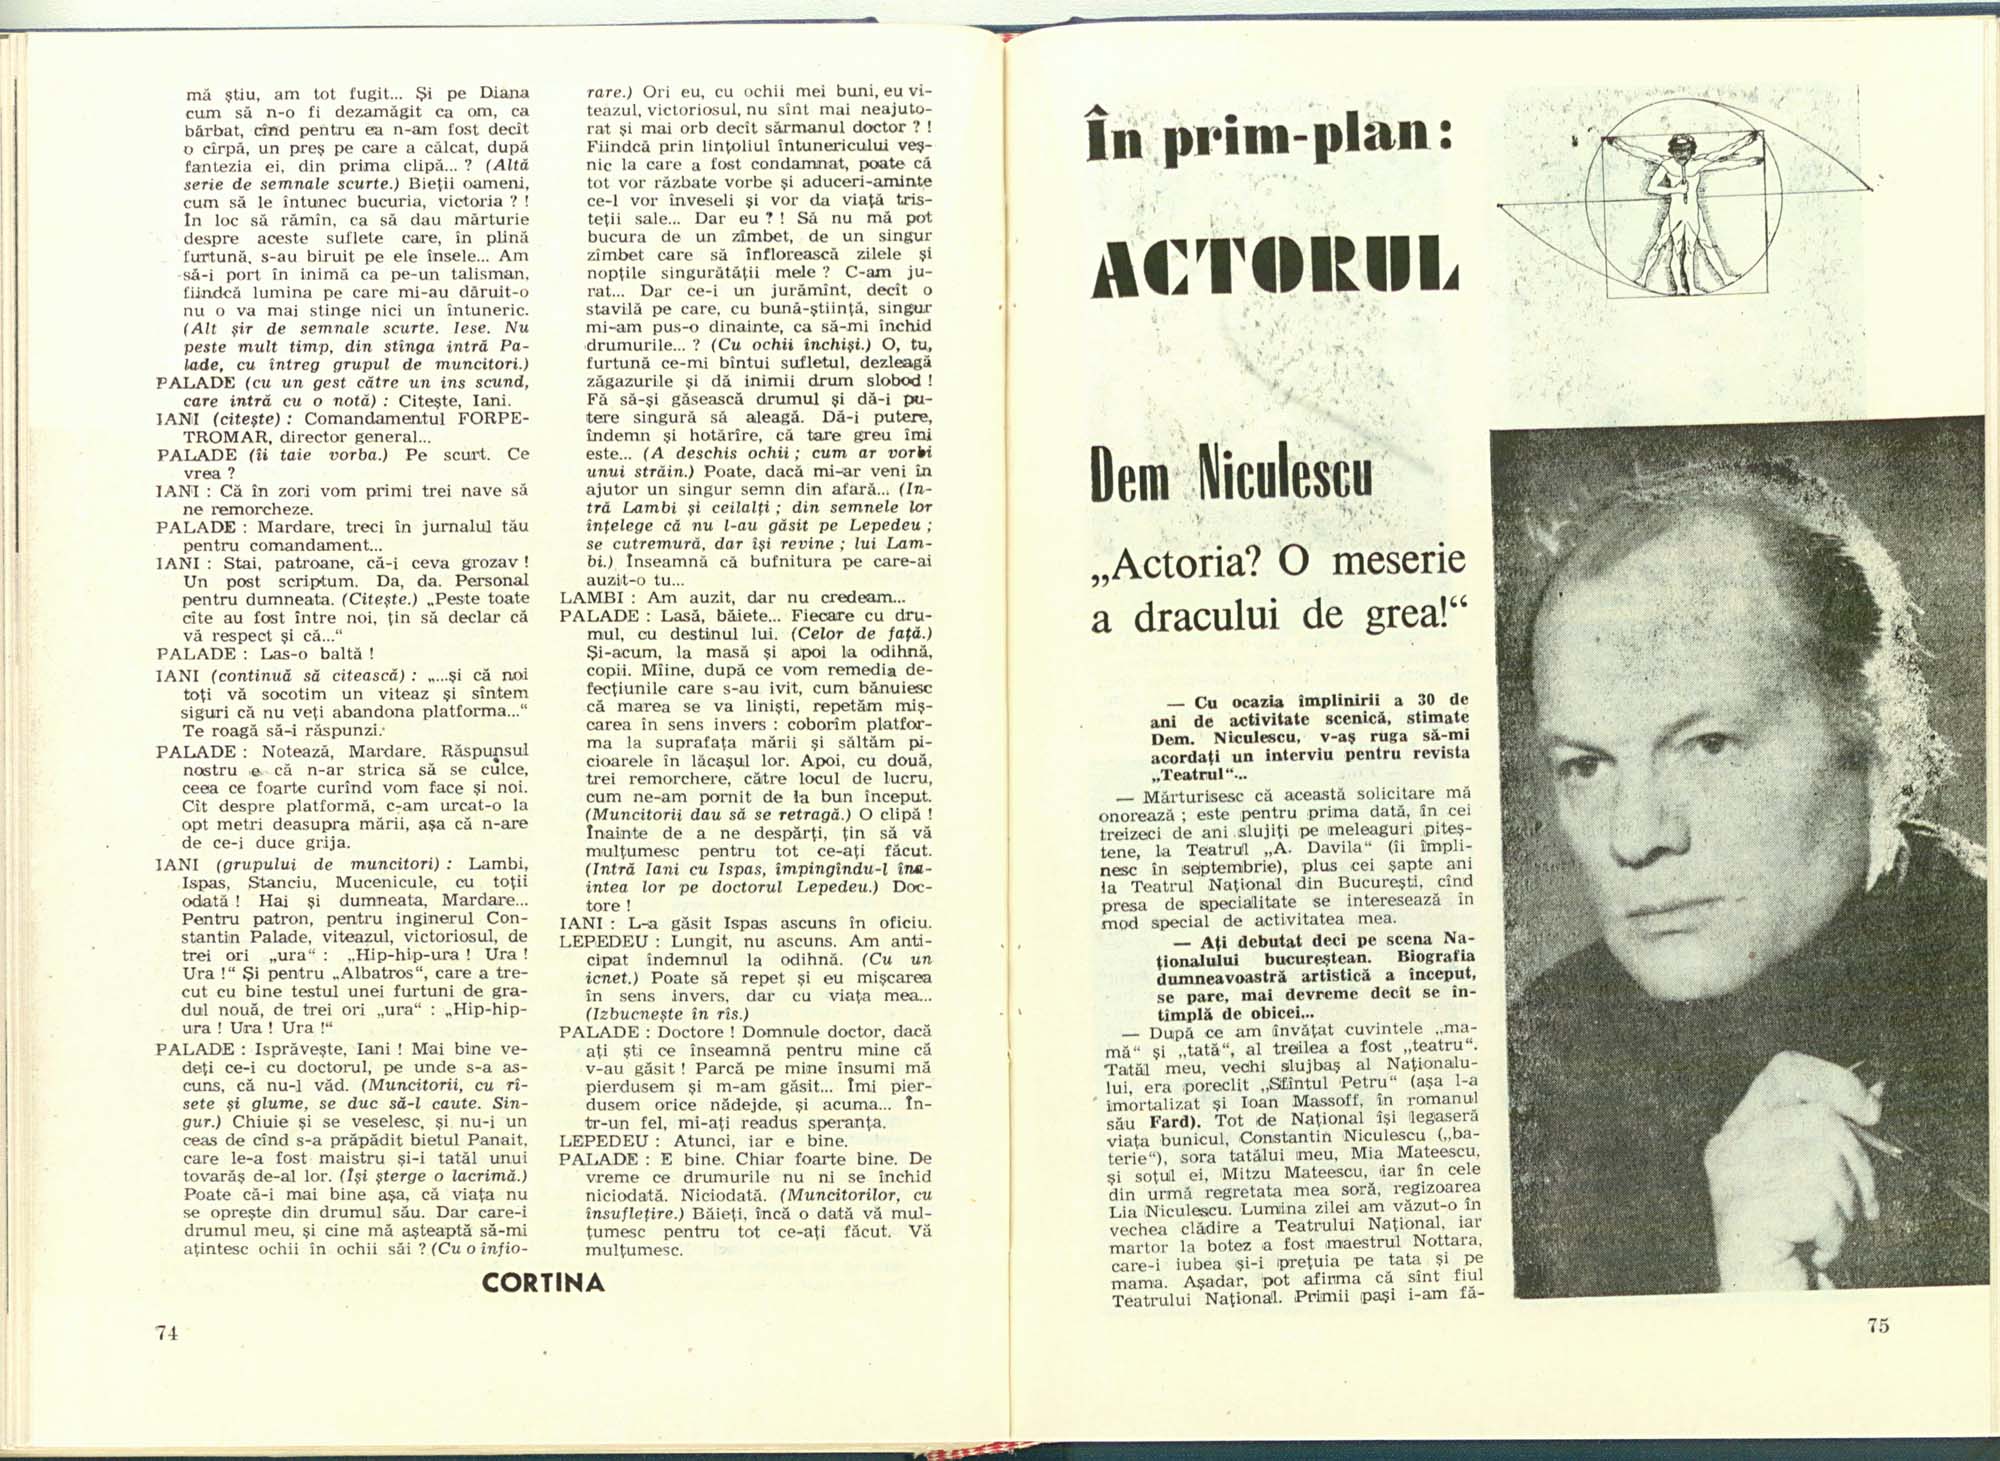 mă știu, am tot fugit... Și pe Diana
cum să n-o fi dezamăgit ca om, ca
bărbat, cînd pentru ea n-am fost decît
o cîrpă, un preș pe care a călcat, după
fantezia ei, din prima clipă... ? (Altă
serie de semnale scurte.) Bieții oameni,
cum să le întunec bucuria, victoria ? !
În loc să rămîn, ca să dau mărturie
despre aceste suflete care, în plină
furtună, s-au biruit pe ele însele... Am
să-i port în inimă ca pe-un talisman,
fiindcă lumina pe care mi-au dăruit-o
nu o va mai stinge nici un întuneric.
(Alt șir de semnale scurte. Iese. Nu
peste mult timp, din stînga intră Pa-
lade, cu întreg grupul de muncitori.)
PALADE (cu un gest către un ins scund,
care intră cu o notă) : Citește, Iani.
IANI (citește) : Comandamentul FORPE-
TROMAR, director general...
PALADE (îi taie vorba.) Pe scurt. Ce
vrea ?
IANI : Că în zori vom primi trei nave să
ne remorcheze.
PALADE : Mardare, treci în jurnalul tău
pentru comandament...
IANI : Stai, patroane, că-i ceva grozav !
Un post scriptum. Da, da. Personal
pentru dumneata. (Citește.) „Peste toate
cîte au fost între noi, țin să declar că
vă respect și că...“
PALADE : Las-o baltă !
IANI (continuă să citească) : „...și că noi
toți vă socotim un viteaz și sîntem
siguri că nu veți abandona platforma...“
Te roagă să-i răspunzi.
PALADE : Notează, Mardare. Răspunsul
nostru e că n-ar strica să se culce,
ceea ce foarte curînd vom face și noi.
Cît despre platformă, c-am urcat-o la
opt metri deasupra mării, așa că n-are
de ce-i duce grija.
IANI (grupului de muncitori) : Lambi,
Ispas, Stanciu, Mucenicule, cu toții
odată ! Hai și dumneata, Mardare...
Pentru patron, pentru inginerul Con-
stantin Palade, viteazul, victoriosul, de
trei ori „ura“ : „Hip-hip-ura ! Ura !
Ura !“ Și pentru „Albatros“, care a tre-
cut cu bine testul unei furtuni de gra-
dul nouă, de trei ori „ura“ : „Hip-hip-
ura ! Ura ! Ura !“
PALADE : Isprăvește, Iani ! Mai bine ve-
deți ce-i cu doctorul, pe unde s-a as-
cuns, că nu-l văd. (Muncitorii, cu rî-
sete și glume, se duc să-l caute. Sin-
gur.) Chiuie și se veselesc, și nu-i un
ceas de cînd s-a prăpădit bietul Panait,
care le-a fost maistru și-i tatăl unui
tovarăș de-al lor. (Își șterge o lacrimă.)
Poate că-i mai bine așa, că viața nu
se oprește din drumul său. Dar care-i
drumul meu, și cine mă așteaptă să-mi
ațintesc ochii în ochii săi ? (Cu o înfio-
rare.) Ori eu, cu ochii mei buni, eu vi-
teazul, victoriosul, nu sînt mai neajuto-
rat și mai orb decît sărmanul doctor ? !
Fiindcă prin lințoliul întunericului veș-
nic la care a fost condamnat, poate că
tot vor răzbate vorbe și aduceri-aminte
ce-l vor înveseli și vor da viață tris-
teții sale... Dar eu ? ! Să nu mă pot
bucura de un zîmbet, de un singur
zîmbet care să înflorească zilele și
nopțile singurătății mele ? C-am ju-
rat... Dar ce-i un jurămînt, decît o
stavilă pe care, cu bună-știință, singur
mi-am pus-o dinainte, ca să-mi închid
drumurile... ? (Cu ochii închiși.) O, tu,
furtună ce-mi bîntui sufletul, dezleagă
zăgazurile și dă inimii drum slobod !
Fă să-și găsească drumul și dă-i pu-
tere singură să aleagă. Dă-i putere,
îndemn și hotărîre, că tare greu îmi
este... (A deschis ochii ; cum ar vorbi
unui străin.) Poate, dacă mi-ar veni în
ajutor un singur semn din afară... (In-
tră Lambi și ceilalți ; din semnele lor
înțelege că nu l-au găsit pe Lepedeu ;
se cutremură, dar își revine ; lui Lam-
bi.) Înseamnă că bufnitura pe care-ai
auzit-o tu...
LAMBI : Am auzit, dar nu credeam...
PALADE : Lasă, băiete... Fiecare cu dru-
mul, cu destinul lui. (Celor de față.)
Și-acum, la masă și apoi la odihnă,
copii. Mîine, după ce vom remedia de-
fecțiunile care s-au ivit, cum bănuiesc
că marea se va liniști, repetăm miș-
carea în sens invers : coborîm platfor-
ma la suprafața mării și săltăm pi-
cioarele în lăcașul lor. Apoi, cu două,
trei remorchere, către locul de lucru,
cum ne-am pornit de la bun început.
(Muncitorii dau să se retragă.) O clipă !
Înainte de a ne despărți, țin să vă
mulțumesc pentru tot ce-ați făcut.
(Intră Iani cu Ispas, împingîndu-l îna-
intea lor pe doctorul Lepedeu.) Doc-
tore !
IANI : L-a găsit Ispas ascuns în oficiu.
LEPEDEU : Lungit, nu ascuns. Am anti-
cipat îndemnul la odihnă. (Cu un
icnet.) Poate să repet și eu mișcarea
în sens invers, dar cu viața mea...
(Izbucnește în rîs.)
PALADE : Doctore ! Domnule doctor, dacă
ați ști ce înseamnă pentru mine că
v-au găsit ! Parcă pe mine însumi mă
pierdusem și m-am găsit... Îmi pier-
dusem orice nădejde, și acuma... În-
tr-un fel, mi-ați readus speranța.
LEPEDEU : Atunci, iar e bine.
PALADE : E bine. Chiar foarte bine. De
vreme ce drumurile nu ni se închid
niciodată. Niciodată. (Muncitorilor, cu
însuflețire.) Băieți, încă o dată vă mul-
țumesc pentru tot ce-ați făcut. Vă
mulțumesc.
CORTINA
74
În prim-plan:
ACTORUL
Dem Niculescu
„Actoria? O meserie
a dracului de grea!“
— Cu ocazia împlinirii a 30 de
ani de activitate scenică, stimate
Dem. Niculescu, v-aș ruga să-mi
acordați un interviu pentru revista
„Teatrul“...
— Mărturisesc că această solicitare mă
onorează ; este pentru prima dată, în cei
treizeci de ani slujiți pe meleaguri piteș-
tene, la Teatrul „A. Davila“ (îi împli-
nesc în septembrie), plus cei șapte ani
la Teatrul Național din București, cînd
presa de specialitate se interesează în
mod special de activitatea mea.
— Ați debutat deci pe scena Na-
ționalului bucureștean. Biografia
dumneavoastră artistică a început,
se pare, mai devreme decît se în-
tîmplă de obicei...
— După ce am învățat cuvintele „ma-
mă“ și „tată“, al treilea a fost „teatru“.
Tatăl meu, vechi slujbaș al Naționalu-
lui, era poreclit „Sfîntul Petru“ (așa l-a
imortalizat și Ioan Massoff, în romanul
său Fard). Tot de Național își legaseră
viața bunicul, Constantin Niculescu („ba-
terie“), sora tatălui meu, Mia Mateescu,
și soțul ei, Mitzu Mateescu, iar în cele
din urmă regretata mea soră, regizoarea
Lia Niculescu. Lumina zilei am văzut-o în
vechea clădire a Teatrului Național, iar
martor la botez a fost maestrul Nottara,
care-i iubea și-i prețuia pe tata și pe
mama. Așadar, pot afirma că sînt fiul
Teatrului Național. Primii pași i-am fă-
75